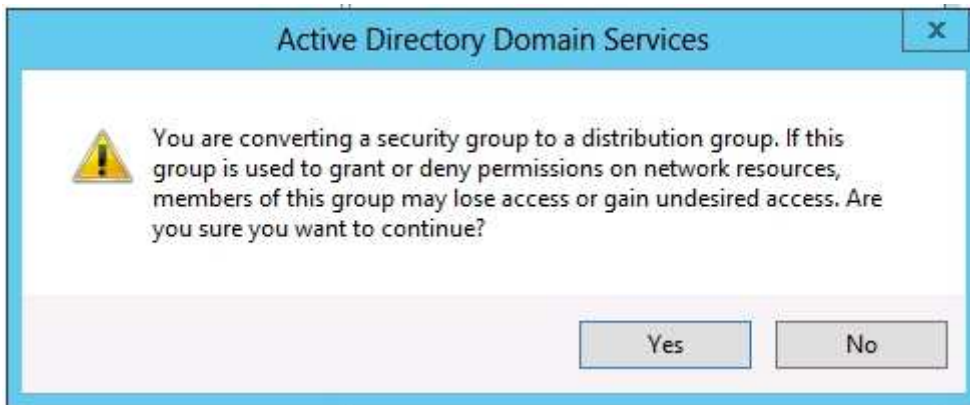 Active Directory Domain Services
x
You are converting a security group to a distribution group. If this
group is used to grant or deny permissions on network resources,
members of this group may lose access or gain undesired access. Are
you sure you want to continue?
Yes
No